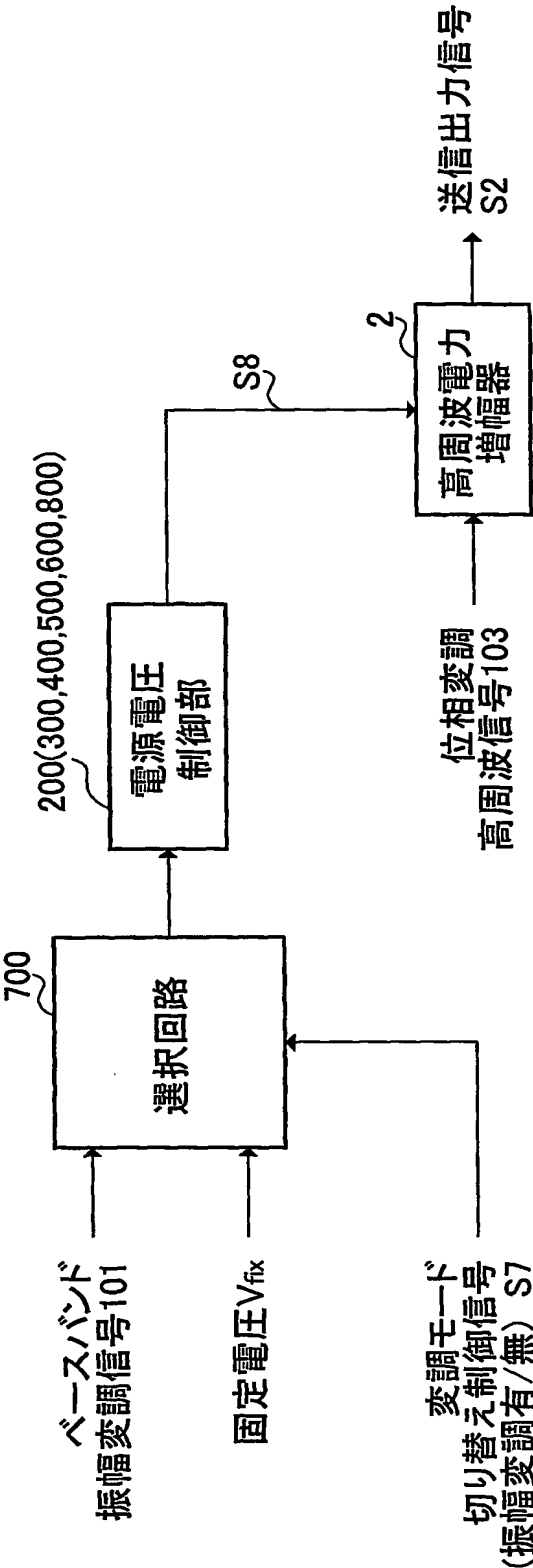 ベースバンド
振幅変調信号101
固定電圧Vfix
変調モード
切り替え制御信号
(振幅変調有/無) S7
700
選択回路
200(300,400,500,600,800)
電源電圧
制御部
S8
位相変調
高周波信号103
2
高周波電力
増幅器
送信出力信号
S2